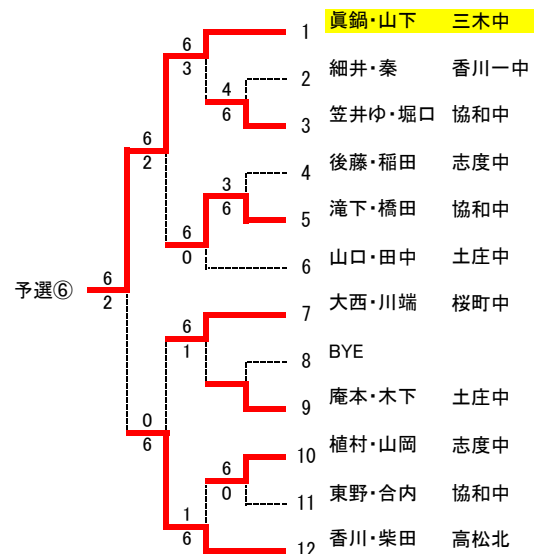 1 眞鍋・山下 三木中
6
3
2 細井・秦 香川一中
4
6
3 笠井ゆ・堀口 協和中
6
2
4 後藤・稲田 志度中
3
6
5 滝下・橋田 協和中
6
0
6 山口・田中 土庄中
予選⑥
6
2
7 大西・川端 桜町中
6
1
8 BYE
9 庵本・木下 土庄中
0
6
10 植村・山岡 志度中
6
0
11 東野・合内 協和中
1
6
12 香川・柴田 高松北